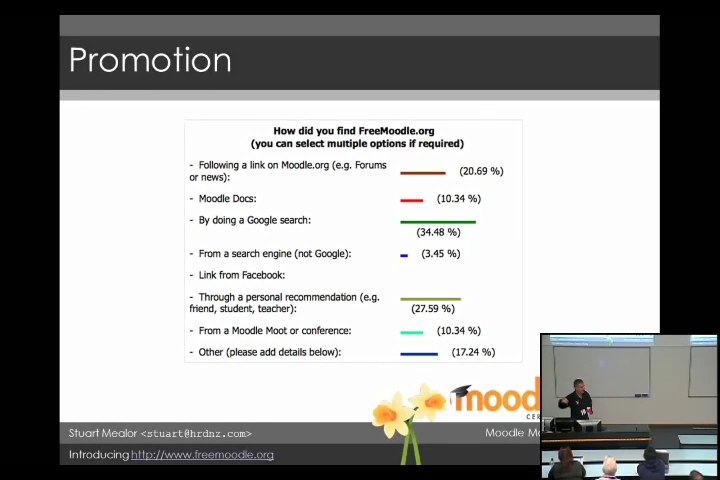 Promotion
How did you find FreeMoodle.org
(you can select multiple options if required)
- Following a link on Moodle.org (e.g. Forums
or news):
(20.69 %)
- Moodle Docs:
(10.34 %)
- By doing a Google search:
(34.48 %)
- From a search engine (not Google):
(3.45 %)
- Link from Facebook:
- Through a personal recommendation (e.g.
friend, student, teacher):
(27.59 %)
- From a Moodle Moot or conference:
(10.34 %)
- Other (please add details below):
(17.24 %)
mood
CE
Stuart Mealor <stuart@hrdnz.com>
Moodle M
Introducing http://www.freemoodle.org